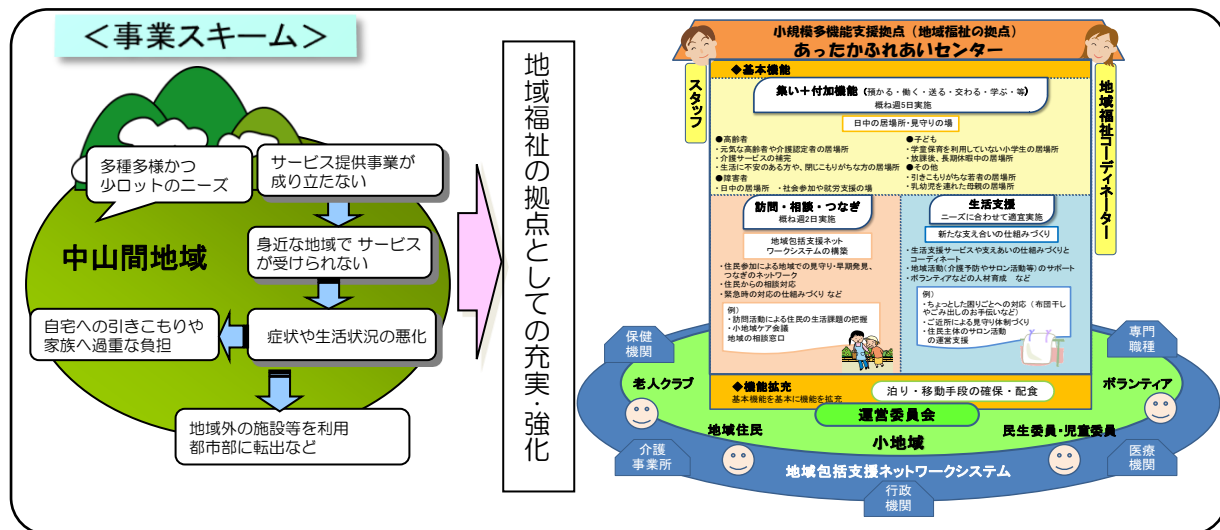 ＜事業スキーム＞
多種多様かつ
少ロットのニーズ
サービス提供事業が
成り立たない
中山間地域
身近な地域で サービス
が受けられない
自宅への引きこもりや
家族へ過重な負担
症状や生活状況の悪化
地域外の施設等を利用
都市部に転出など
地域福祉の拠点としての充実・強化
小規模多機能支援拠点（地域福祉の拠点）
あったかふれあいセンター
スタッフ
地域福祉コーディネーター
◆基本機能
集い＋付加機能（預かる・働く・送る・交わる・学ぶ・等）
概ね週5日実施
日中の居場所・見守りの場
●高齢者
・元気な高齢者や介護認定者の居場所
・介護サービスの補完
・生活に不安のある方や、閉じこもりがちな方の居場所
●障害者
・日中の居場所 ・社会参加や就労支援の場
●子ども
・学童保育を利用していない小学生の居場所
・放課後、長期休暇中の居場所
●その他
・引きこもりがちな若者の居場所
・乳幼児を連れた母親の居場所
訪問・相談・つなぎ
概ね週2日実施
地域包括支援ネット
ワークシステムの構築
・住民参加による地域での見守り・早期発見、
つなぎのネットワーク
・住民からの相談対応
・緊急時の対応の仕組みづくり など
例）
・訪問活動による住民の生活課題の把握
・小地域ケア会議
地域の相談窓口
生活支援
ニーズに合わせて適宜実施
新たな支え合いの仕組みづくり
・生活支援サービスや支えあいの仕組みづくりと
コーディネート
・地域活動（介護予防やサロン活動等）のサポート
・ボランティアなどの人材育成 など
例）
・ちょっとした困りごとへの対応（布団干し
やごみ出しのお手伝いなど）
・ご近所による見守り体制づくり
・住民主体のサロン活動
の運営支援
◆機能拡充
基本機能を基本に機能を拡充
泊り・移動手段の確保・配食
運営委員会
小地域
保健
機関
専門
職種
老人クラブ
ボランティア
地域住民
民生委員・児童委員
介護
事業所
医療
機関
地域包括支援ネットワークシステム
行政
機関